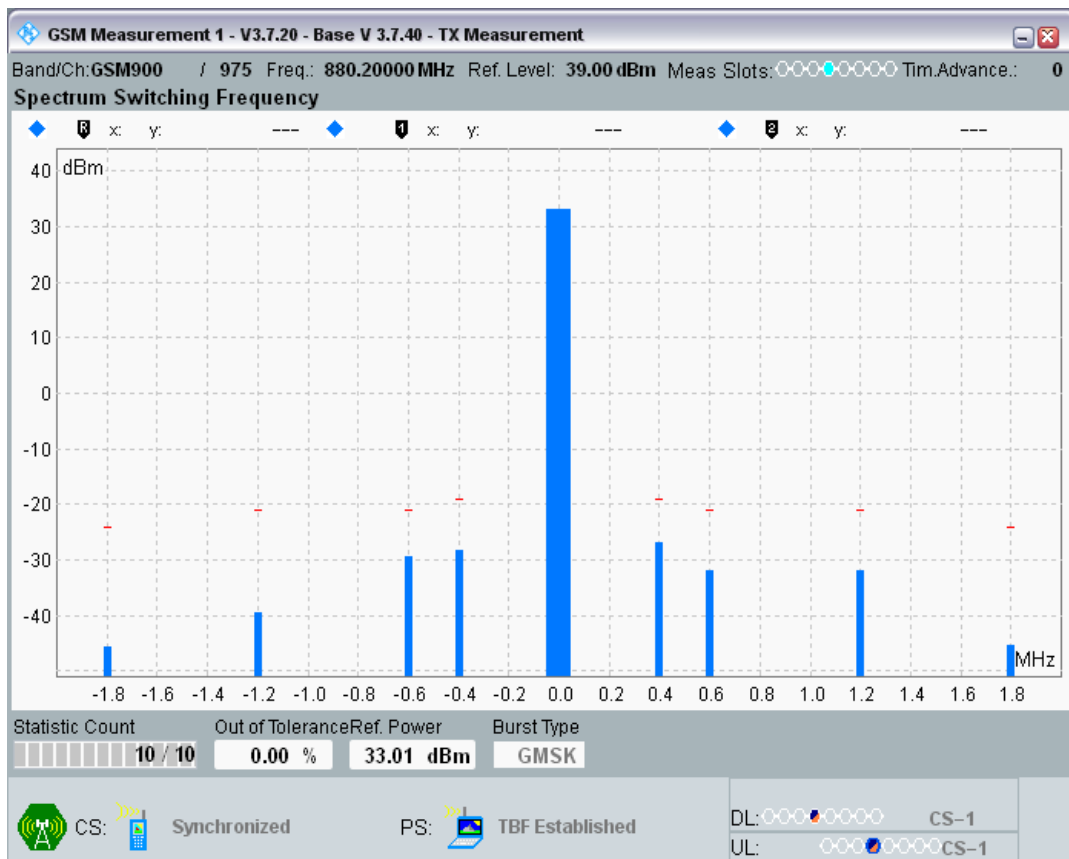 GSM Measurement 1 - V3.7.20 - Base V 3.7.40 - TX Measurement
Band/Ch:GSM900 / 975 Freq.: 880.20000 MHz Ref. Level: 39.00 dBm Meas Slots: Tim.Advance.: 0
Spectrum Switching Frequency
R x: y: --- 1 x: y: --- 2 x: y: ---
dBm
40
30
20
10
0
-10
-20
-30
-40
MHz
-1.8 -1.6 -1.4 -1.2 -1.0 -0.8 -0.6 -0.4 -0.2 0.0 0.2 0.4 0.6 0.8 1.0 1.2 1.4 1.6 1.8
Statistic Count Out of Tolerance Ref. Power Burst Type
10 / 10 0.00 % 33.01 dBm GMSK
CS: Synchronized PS: TBF Established
DL: CS-1
UL: CS-1